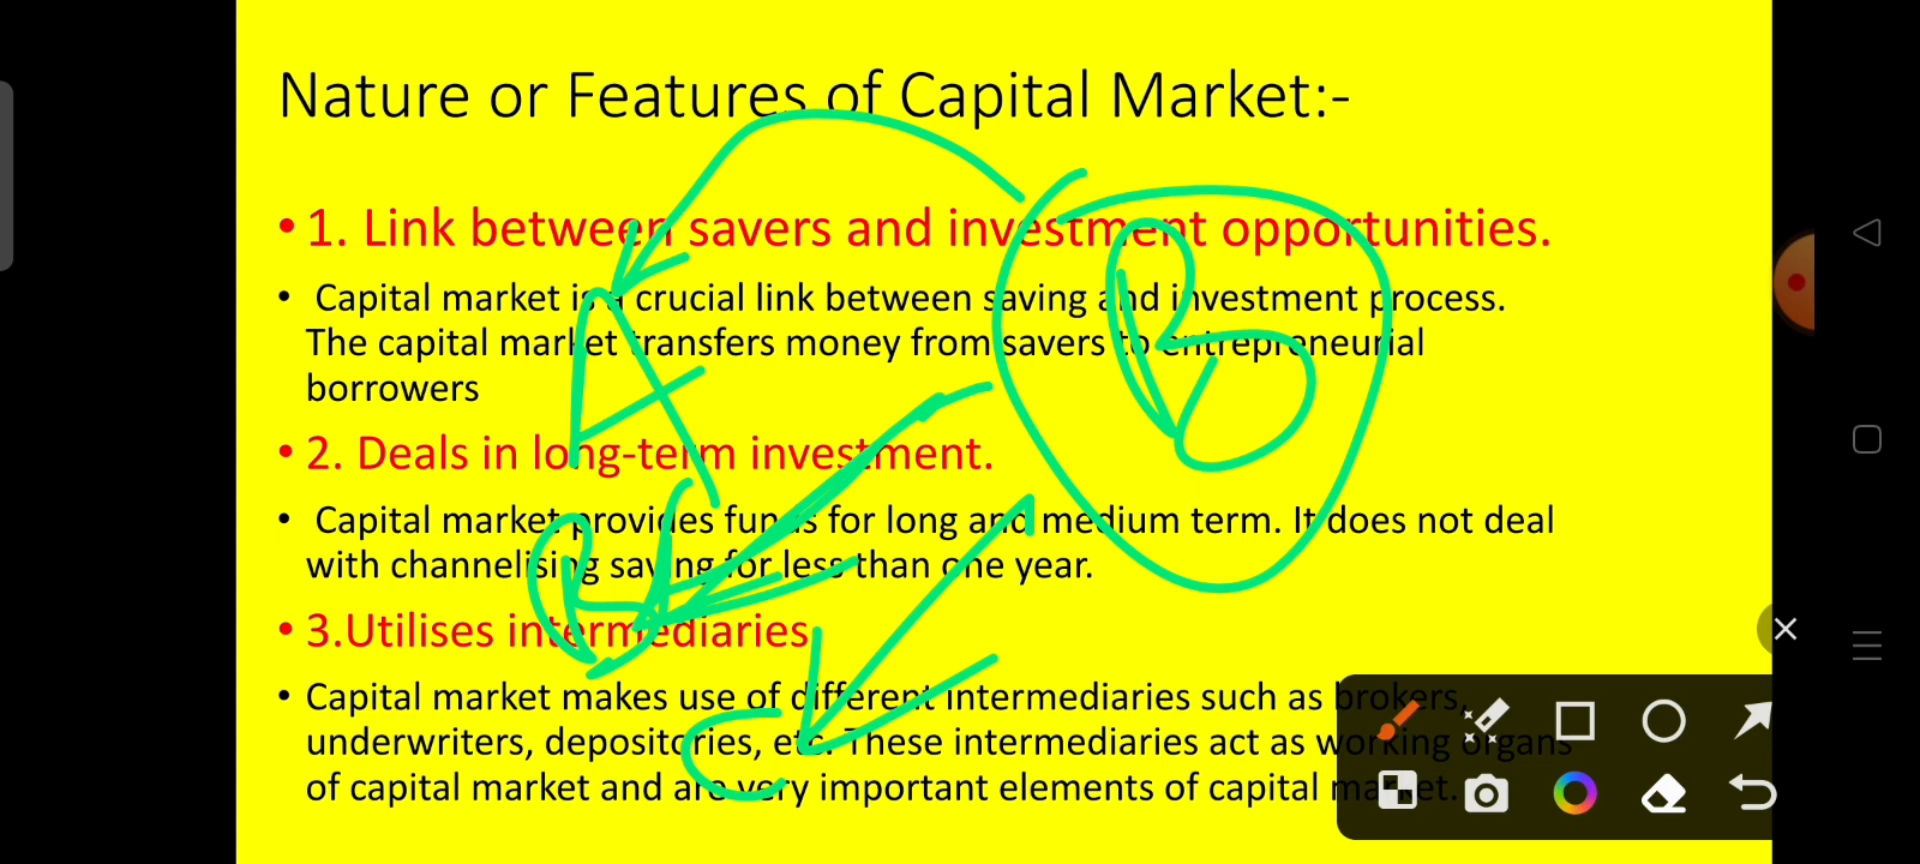 Nature or Features of Capital Market:-
• 1. Link between savers and investment opportunities.
• Capital market is a crucial link between saving and investment process.
The capital market transfers money from savers to entrepreneurial
borrowers
• 2. Deals in long-term investment.
• Capital market provides funds for long and medium term. It does not deal
with channelising saving for less than one year.
• 3.Utilises intermediaries
• Capital market makes use of different intermediaries such as brokers,
underwriters, depositories, etc. These intermediaries act as working organs
of capital market and are very important elements of capital market.
A
B
B
C